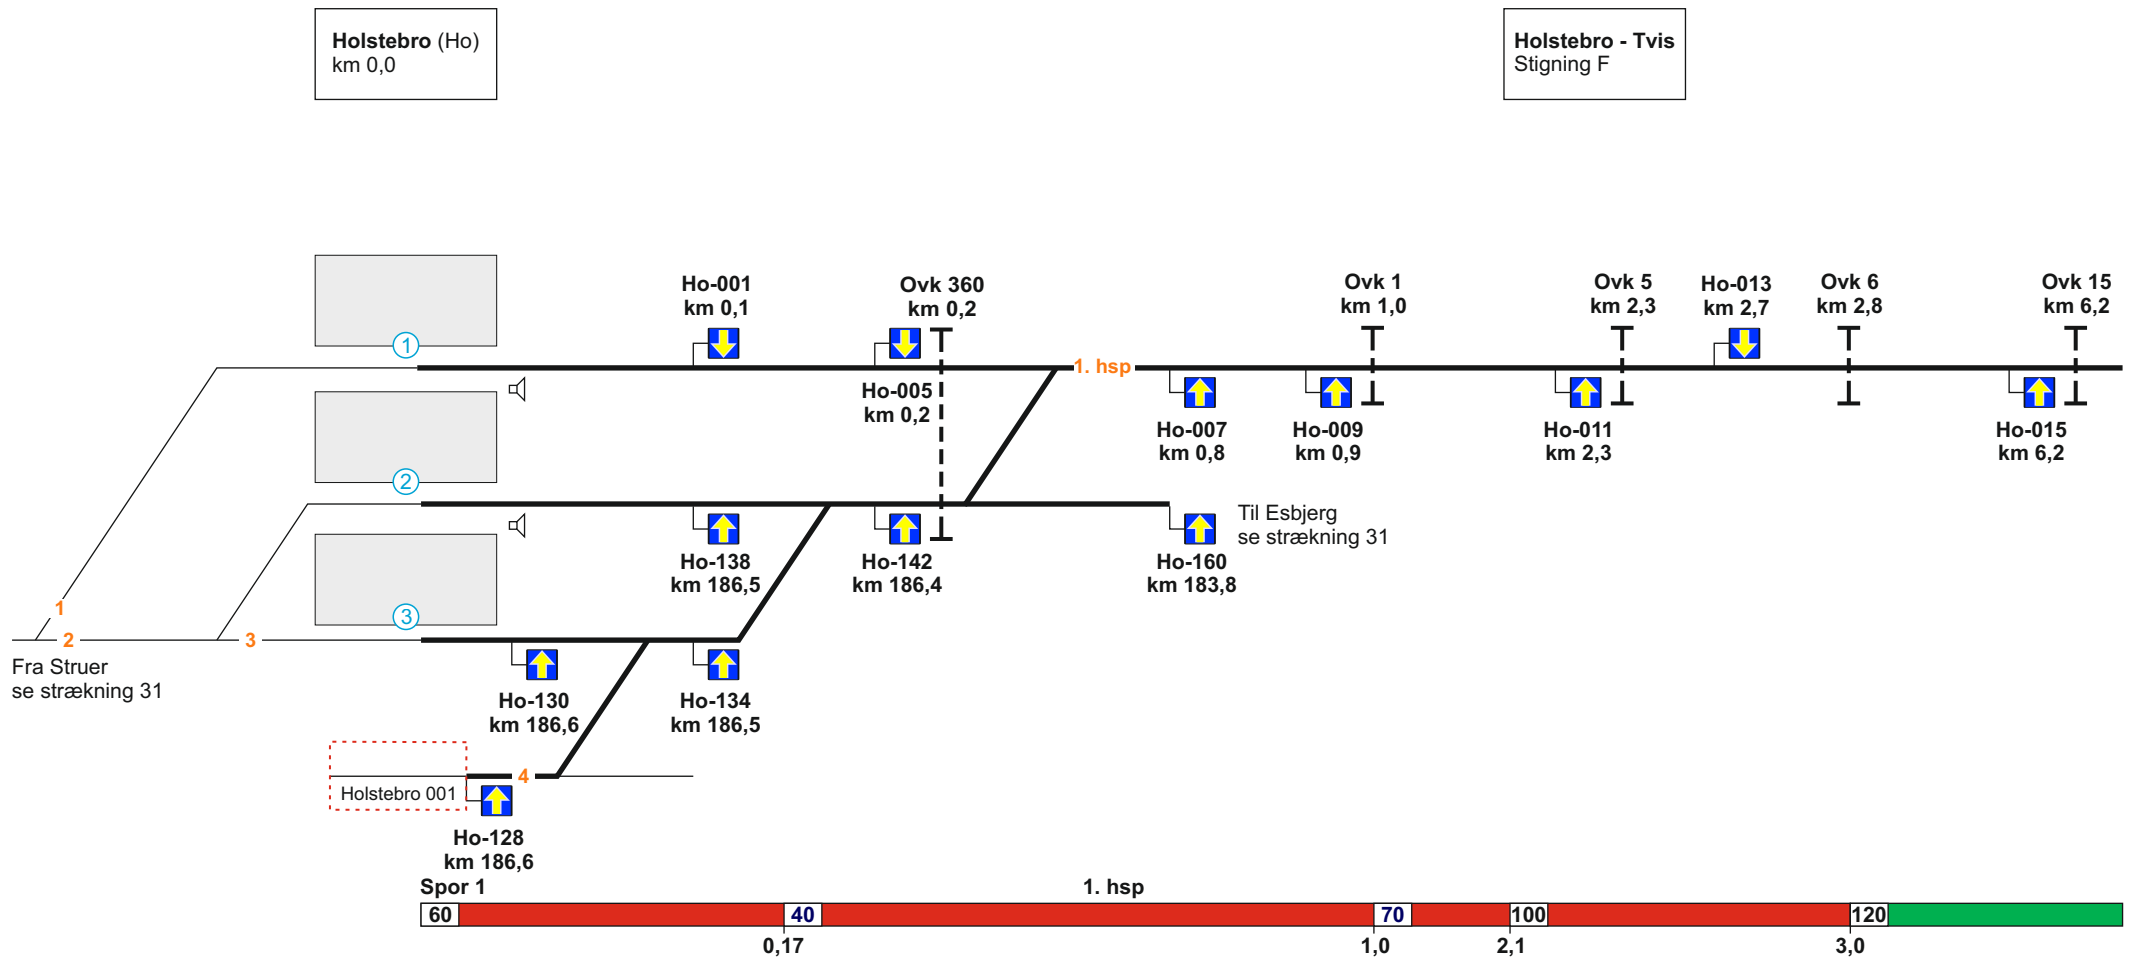 Holstebro (Ho)
km 0,0
Holstebro - Tvis
Stigning F
Ho-001
km 0,1
Ovk 360
km 0,2
Ovk 1
km 1,0
Ovk 5
km 2,3
Ho-013
km 2,7
Ovk 6
km 2,8
Ovk 15
km 6,2
1
1. hsp
Ho-005
km 0,2
Ho-007
km 0,8
Ho-009
km 0,9
Ho-011
km 2,3
Ho-015
km 6,2
2
Til Esbjerg
se strækning 31
Ho-138
km 186,5
Ho-142
km 186,4
Ho-160
km 183,8
1
3
2
3
Fra Struer
se strækning 31
Ho-130
km 186,6
Ho-134
km 186,5
4
Holstebro 001
Ho-128
km 186,6
Spor 1
1. hsp
60
40
70
100
120
0,17
1,0
2,1
3,0